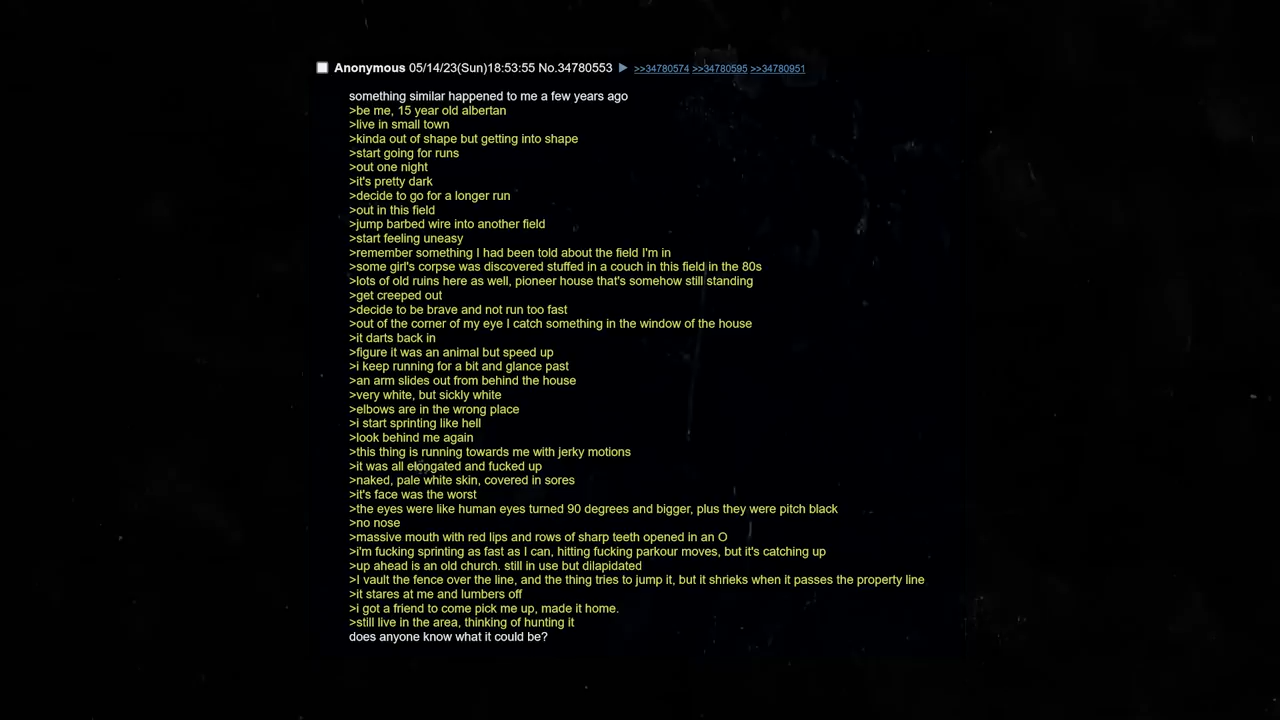 Anonymous 05/14/23(Sun)18:53:55 No.34780553 ▶ >>34780574 >>34780595 >>34780951
something similar happened to me a few years ago
>be me, 15 year old albertan
>live in small town
>kinda out of shape but getting into shape
>start going for runs
>out one night
>it's pretty dark
>decide to go for a longer run
>out in this field
>jump barbed wire into another field
>start feeling uneasy
>remember something I had been told about the field I'm in
>some girl's corpse was discovered stuffed in a couch in this field in the 80s
>lots of old ruins here as well, pioneer house that's somehow still standing
>get creeped out
>decide to be brave and not run too fast
>out of the corner of my eye I catch something in the window of the house
>it darts back in
>figure it was an animal but speed up
>i keep running for a bit and glance past
>an arm slides out from behind the house
>very white, but sickly white
>elbows are in the wrong place
>i start sprinting like hell
>look behind me again
>this thing is running towards me with jerky motions
>it was all elongated and fucked up
>naked, pale white skin, covered in sores
>it's face was the worst
>the eyes were like human eyes turned 90 degrees and bigger, plus they were pitch black
>no nose
>massive mouth with red lips and rows of sharp teeth opened in an O
>i'm fucking sprinting as fast as I can, hitting fucking parkour moves, but it's catching up
>up ahead is an old church. still in use but dilapidated
>I vault the fence over the line, and the thing tries to jump it, but it shrieks when it passes the property line
>it stares at me and lumbers off
>i got a friend to come pick me up, made it home.
>still live in the area, thinking of hunting it
does anyone know what it could be?